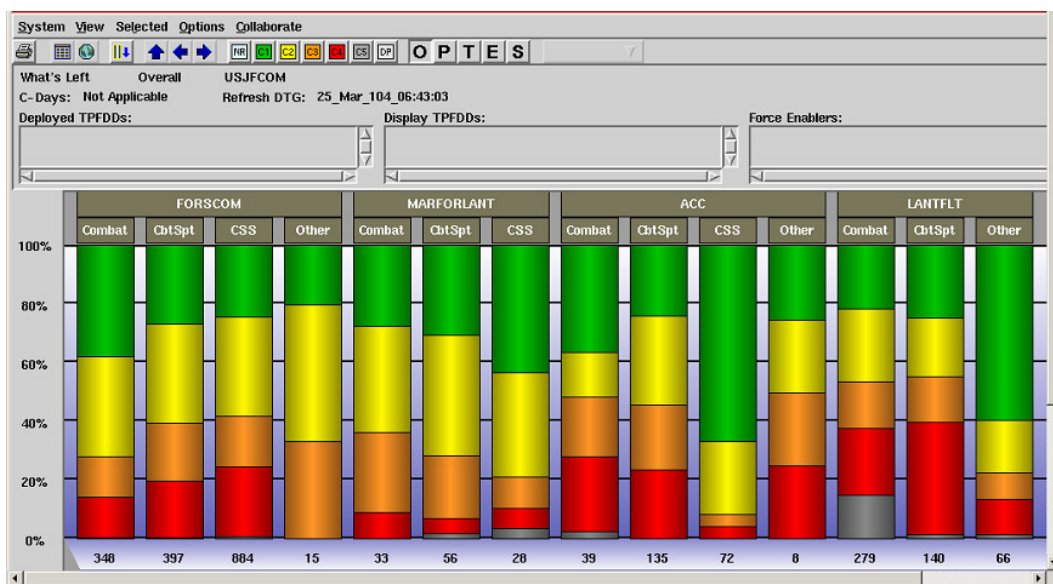 System View Selected Options Collaborate
NR C1 C2 C3 C4 C5 DP O P T E S
What's Left Overall USJFCOM
C-Days: Not Applicable Refresh DTG: 25_Mar_104_06:43:03
Deployed TPFDDs: Display TPFDDs: Force Enablers:
FORSCOM MARFORLANT ACC LANTFLT
Combat CbtSpt CSS Other Combat CbtSpt CSS Combat CbtSpt CSS Other Combat CbtSpt Other
100%
80%
60%
40%
20%
0%
348 397 884 15 33 56 28 39 135 72 8 279 140 66